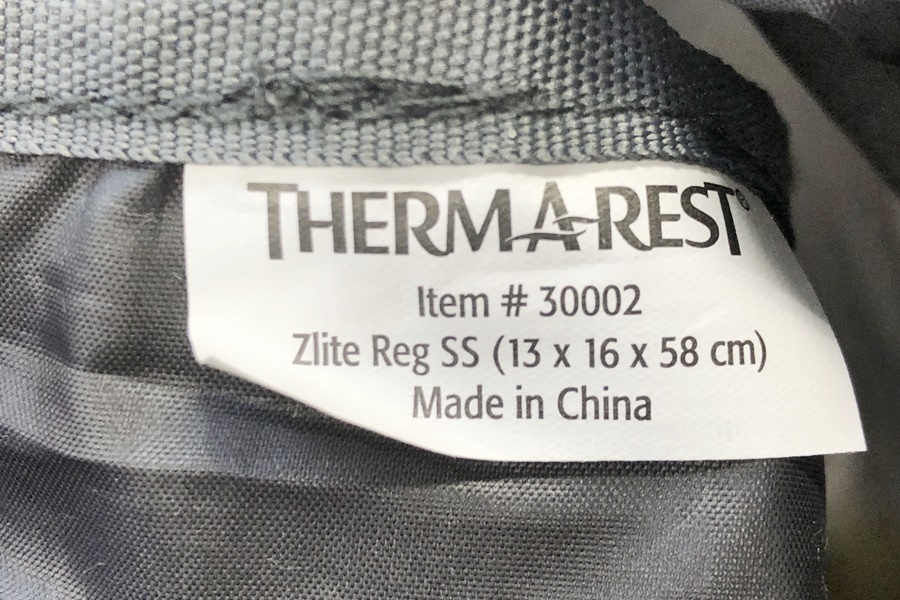 THERMAREST®
Item # 30002
Zlite Reg SS (13 x 16 x 58 cm)
Made in China